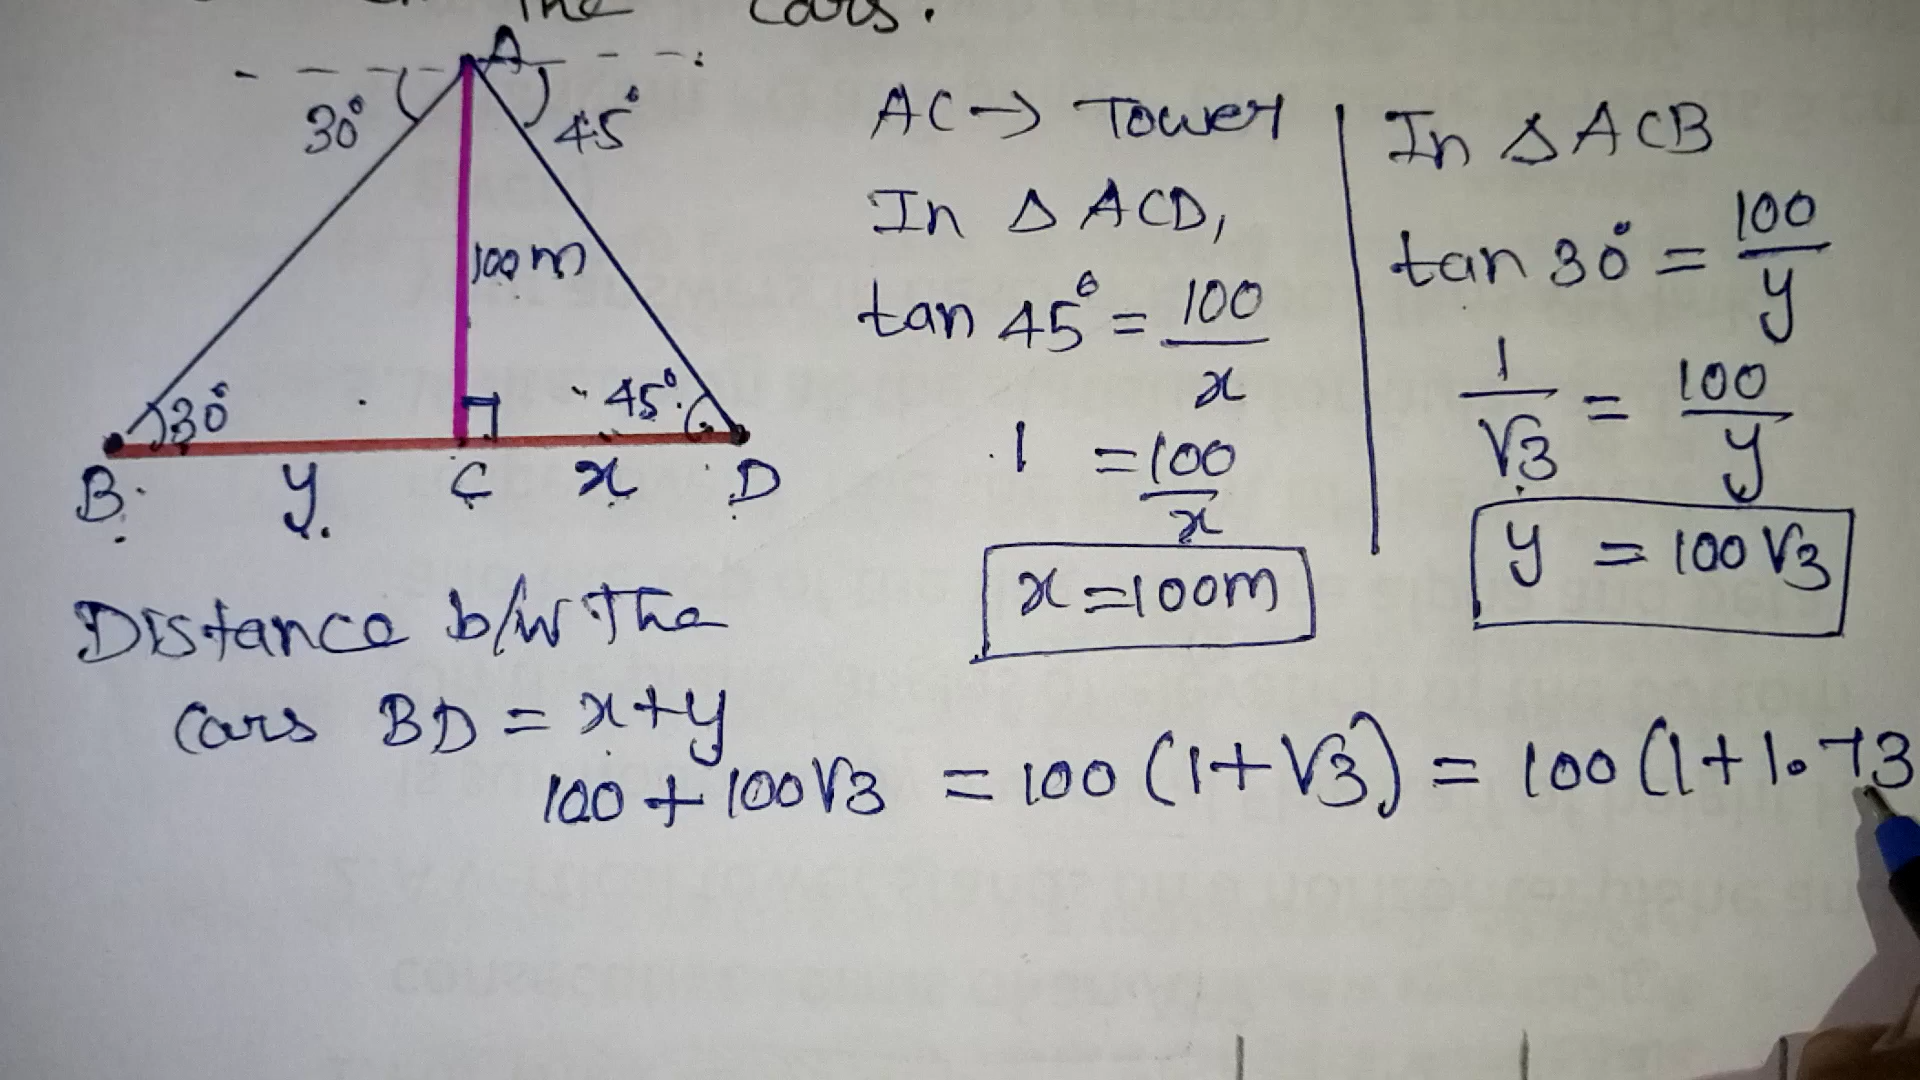 The cars.
A
30° 45°
100m
30° 45°
B y C x D
AC → Tower
In Δ ACD,
tan 45° = 100/x
1 = 100/x
x = 100m
In Δ ACB
tan 30° = 100/y
1/√3 = 100/y
y = 100√3
Distance b/w The
Cars BD = x+y
100 + 100√3 = 100 (1+√3) = 100 (1+1.73